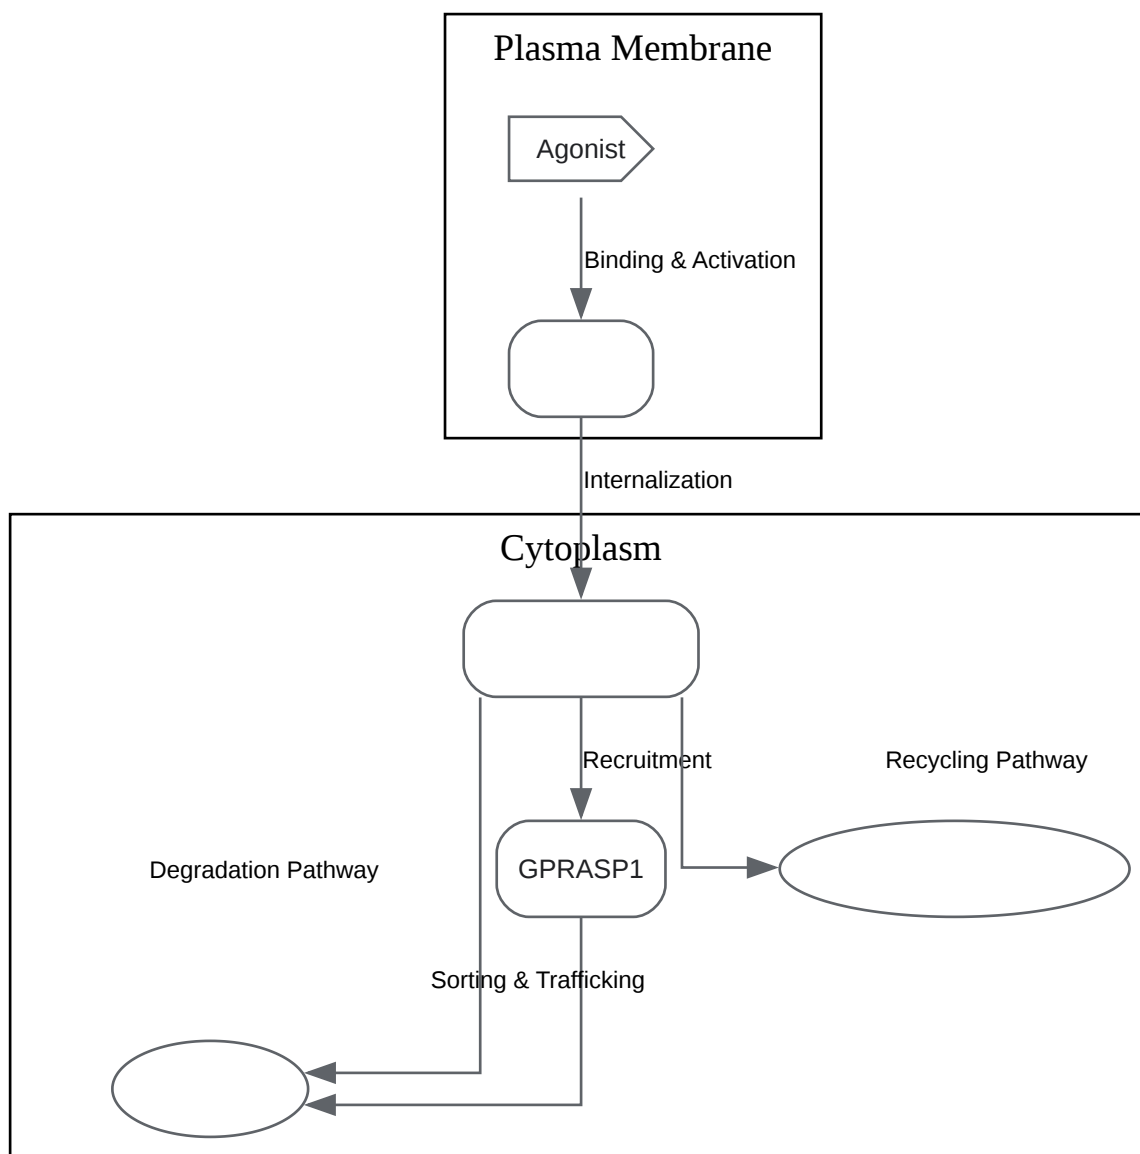 Plasma Membrane
Agonist
Binding & Activation
Internalization
Cytoplasm
Recruitment
Recycling Pathway
GPRASP1
Degradation Pathway
Sorting & Trafficking